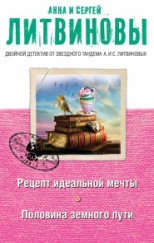 АННА И СЕРГЕЙ
ЛИТВИНОВЫ
ДВОЙНОЙ ДЕТЕКТИВ ОТ ЗВЕЗДНОГО ТАНДЕМА А. И С. ЛИТВИНОВЫХ
Рецепт идеальной мечты
Половина земного пути